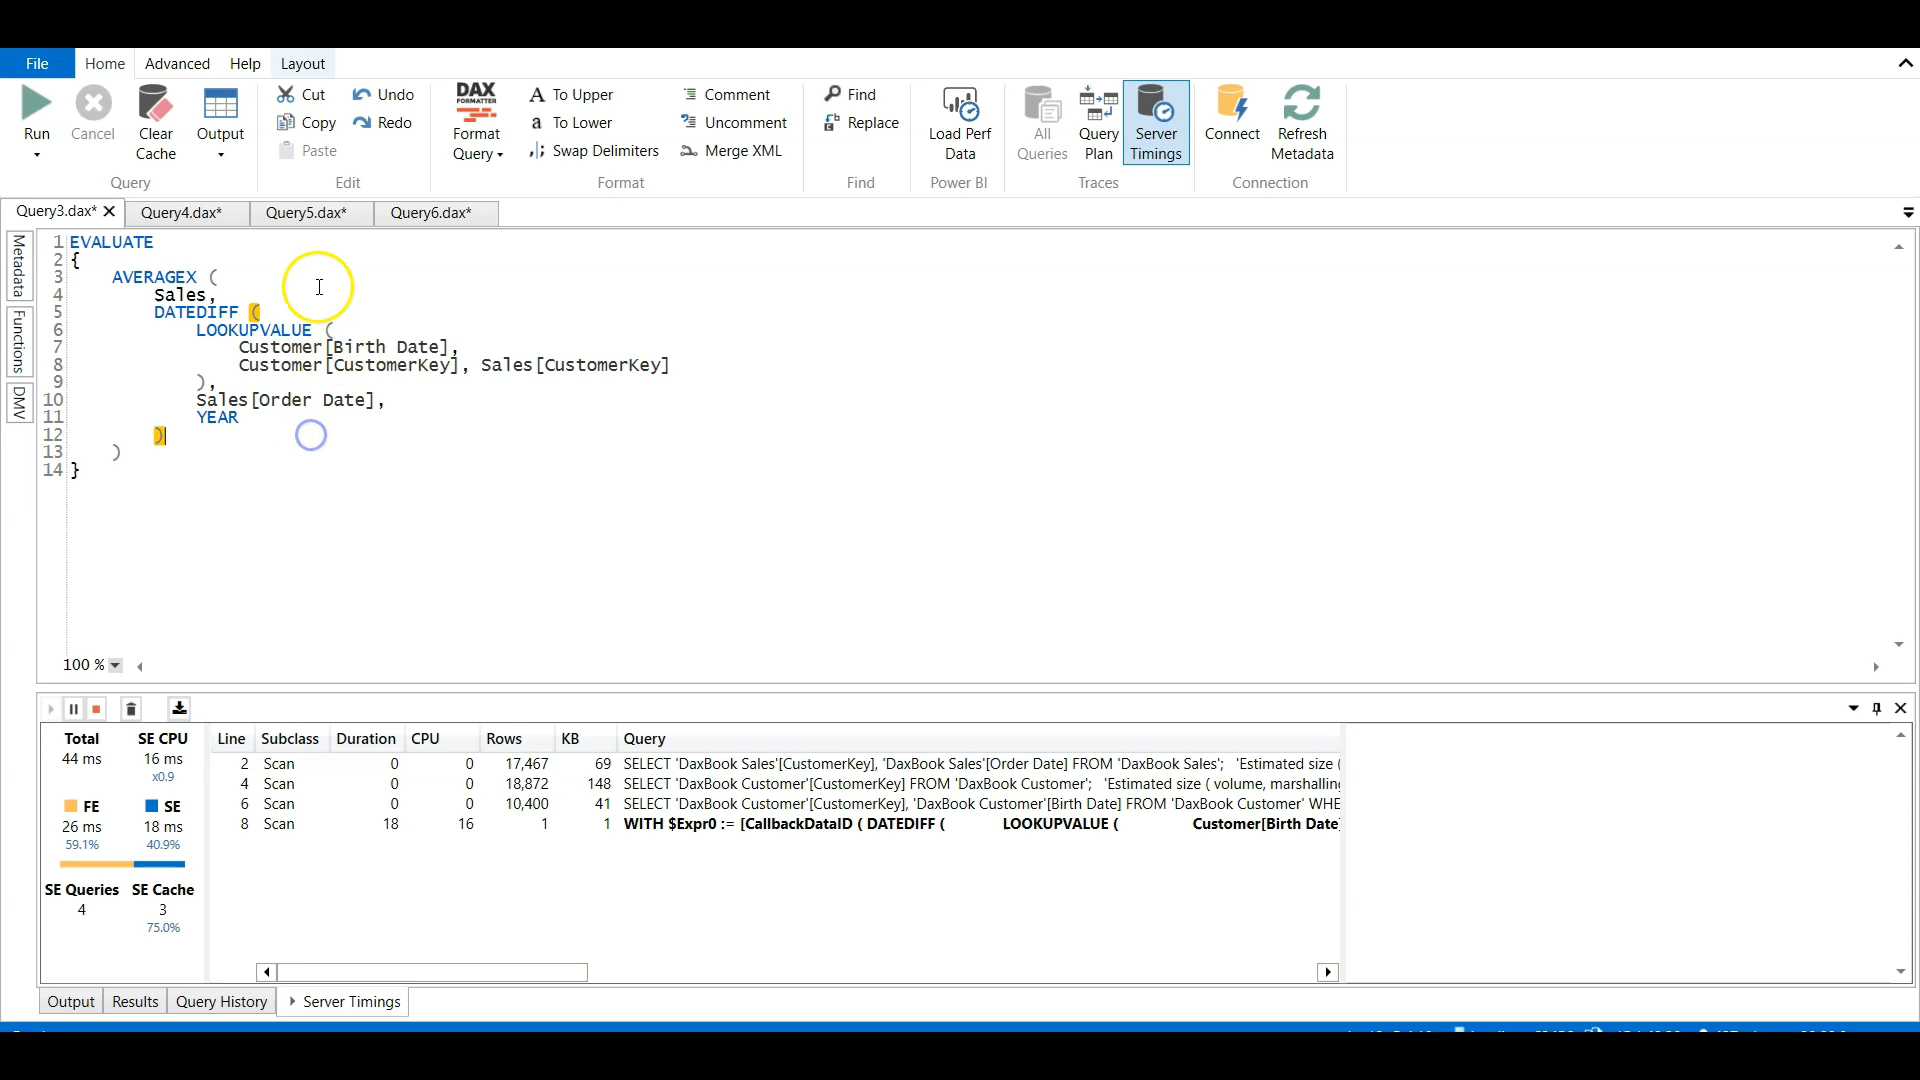 File Home Advanced Help Layout
Run
Cancel
Clear Cache
Output
Query
Cut
Copy
Paste
Undo
Redo
Edit
DAX
FORMATTER
Format Query
To Upper
To Lower
Swap Delimiters
Comment
Uncomment
Merge XML
Format
Find
Replace
Find
Load Perf Data
Power BI
All Queries
Query Plan
Server Timings
Traces
Connect
Refresh Metadata
Connection
Query3.dax* Query4.dax* Query5.dax* Query6.dax*
Metadata
Functions
DMV
1 EVALUATE
2 {
3 AVERAGEX (
4 Sales,
5 DATEDIFF (
6 LOOKUPVALUE (
7 Customer[Birth Date],
8 Customer[CustomerKey], Sales[CustomerKey]
9 ),
10 Sales[Order Date],
11 YEAR
12 )
13 )
14 }
100 %
Total SE CPU
44 ms 16 ms
x0.9
FE SE
26 ms 18 ms
59.1% 40.9%
SE Queries SE Cache
4 3
75.0%
Line Subclass Duration CPU Rows KB Query
2 Scan 0 0 17,467 69 SELECT 'DaxBook Sales'[CustomerKey], 'DaxBook Sales'[Order Date] FROM 'DaxBook Sales'; 'Estimated size (
4 Scan 0 0 18,872 148 SELECT 'DaxBook Customer'[CustomerKey] FROM 'DaxBook Customer'; 'Estimated size ( volume, marshalling
6 Scan 0 0 10,400 41 SELECT 'DaxBook Customer'[CustomerKey], 'DaxBook Customer'[Birth Date] FROM 'DaxBook Customer' WHE
8 Scan 18 16 1 1 WITH $Expr0 := [CallbackDataID ( DATEDIFF ( LOOKUPVALUE ( Customer[Birth Date]
Output Results Query History Server Timings